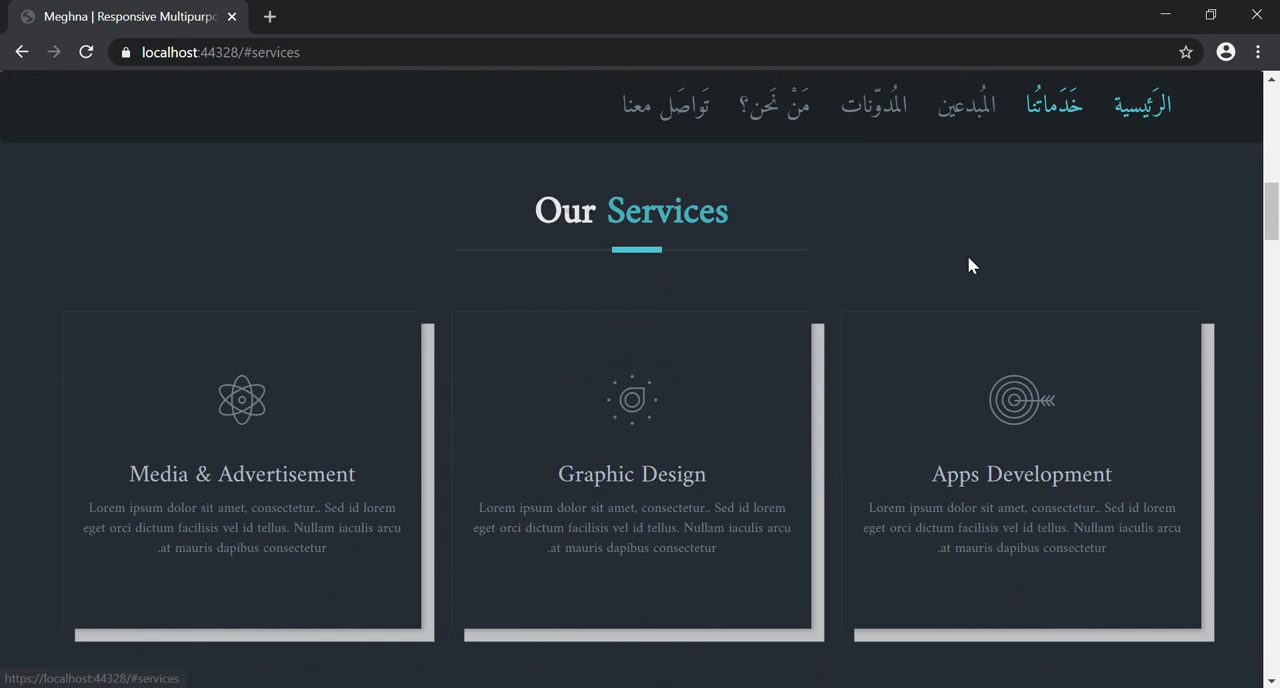 Meghna | Responsive Multipurpo
localhost:44328/#services
الرَئيسية خَدَماتُنا المُبدعين المُدوّنات مَنْ نَحن؟ تَواصَل معنا
Our Services
Media & Advertisement
Lorem ipsum dolor sit amet, consectetur.. Sed id lorem
eget orci dictum facilisis vel id tellus. Nullam iaculis arcu
.at mauris dapibus consectetur
Graphic Design
Lorem ipsum dolor sit amet, consectetur.. Sed id lorem
eget orci dictum facilisis vel id tellus. Nullam iaculis arcu
.at mauris dapibus consectetur
Apps Development
Lorem ipsum dolor sit amet, consectetur.. Sed id lorem
eget orci dictum facilisis vel id tellus. Nullam iaculis arcu
.at mauris dapibus consectetur
https://localhost:44328/#services